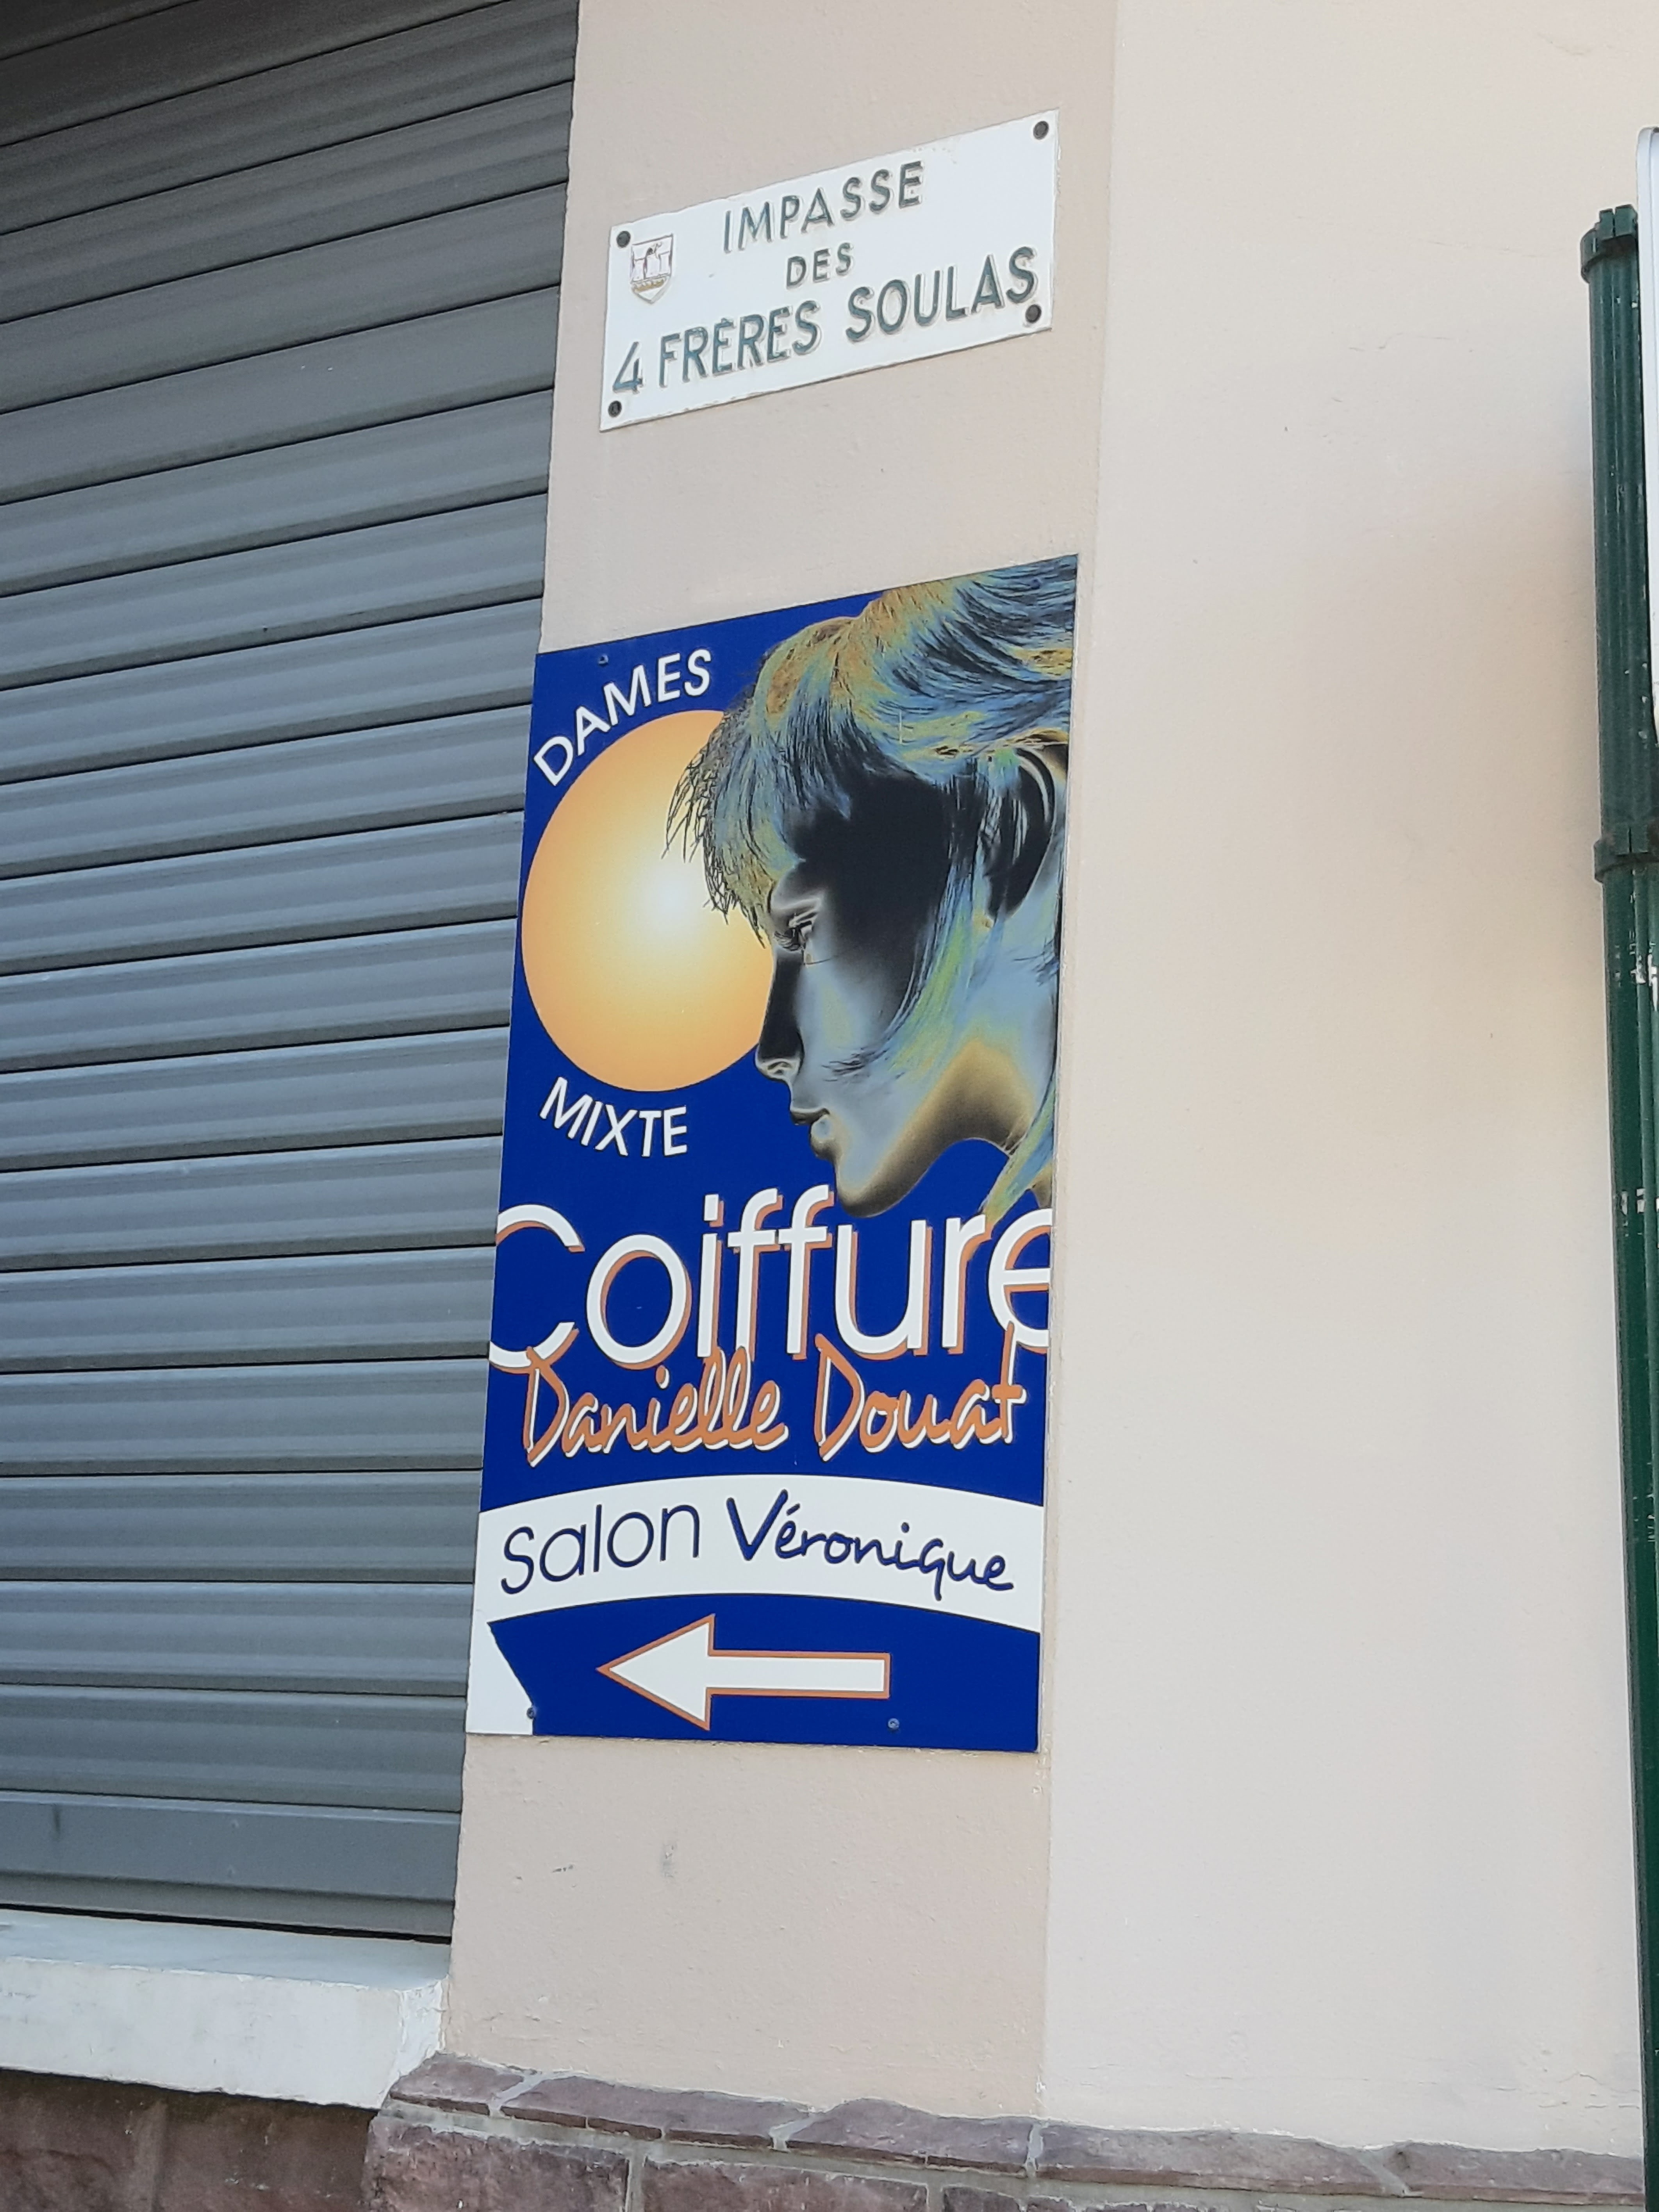 IMPASSE
DES
4 FRÈRES SOULAS
DAMES
MIXTE
Coiffure
Danielle Douat
Salon Véronique